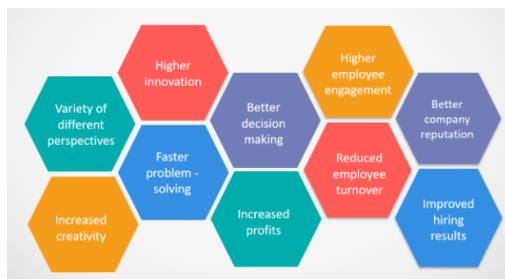 Variety of
different
perspectives
Higher
innovation
Better
decision
making
Higher
employee
engagement
Better
company
reputation
Increased
creativity
Faster
problem -
solving
Increased
profits
Reduced
employee
turnover
Improved
hiring
results